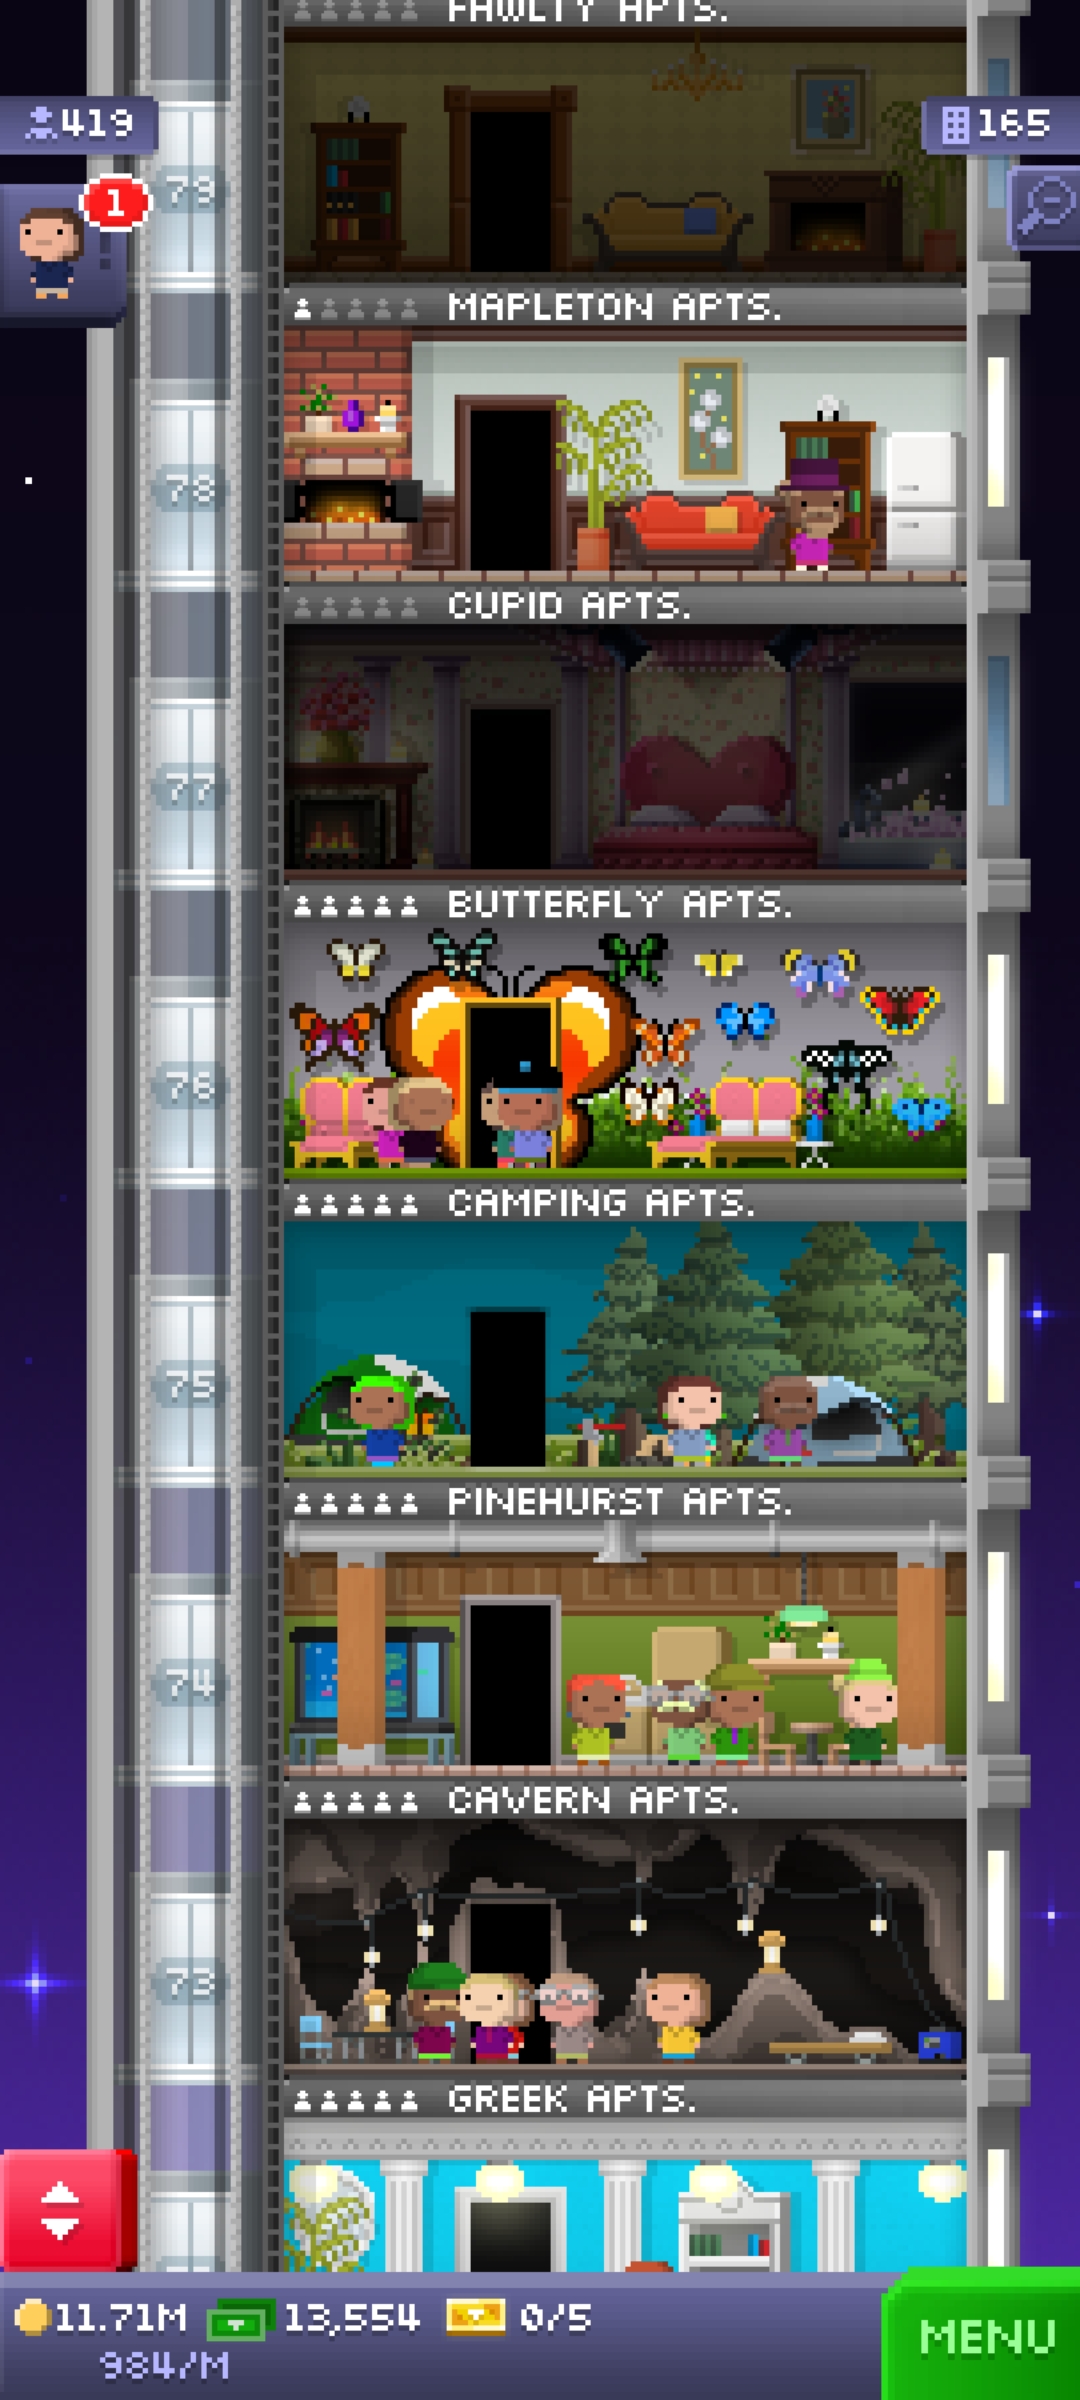 FAWLTY APTS.
419
165
79
1
MAPLETON APTS.
78
CUPID APTS.
77
BUTTERFLY APTS.
76
CAMPING APTS.
75
PINEHURST APTS.
74
CAVERN APTS.
73
GREEK APTS.
11.71M
13,554
0/5
984/M
MENU